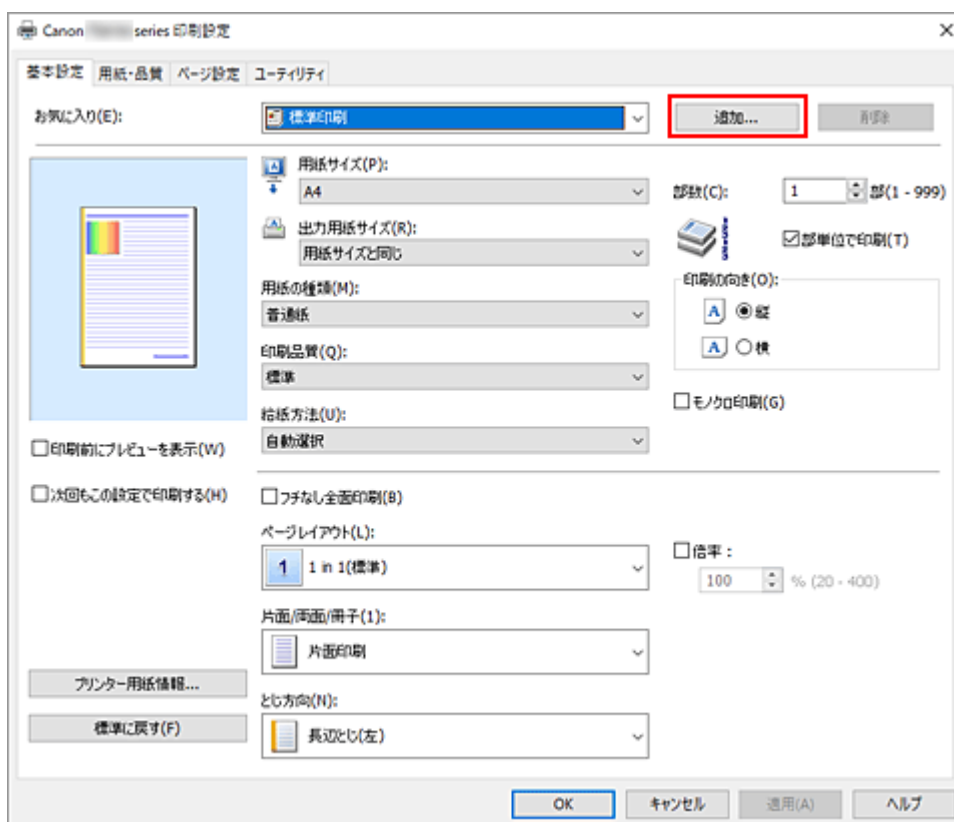 Canon series 印刷設定
基本設定 用紙・品質 ページ設定 ユーティリティ
お気に入り(E):
標準印刷
追加...
削除
用紙サイズ(P):
A4
部数(C):
1
部(1 - 999)
出力用紙サイズ(R):
用紙サイズと同じ
部単位で印刷(T)
用紙の種類(M):
普通紙
印刷の向き(O):
A 縦
A 横
印刷品質(Q):
標準
モノクロ印刷(G)
給紙方法(U):
自動選択
印刷前にプレビューを表示(W)
次回もこの設定で印刷する(H)
フチなし全面印刷(B)
ページレイアウト(L):
1 1 in 1(標準)
倍率:
100 % (20 - 400)
片面/両面/冊子(1):
片面印刷
プリンター用紙情報...
とじ方向(N):
標準に戻す(F)
長辺とじ(左)
OK キャンセル 適用(A) ヘルプ